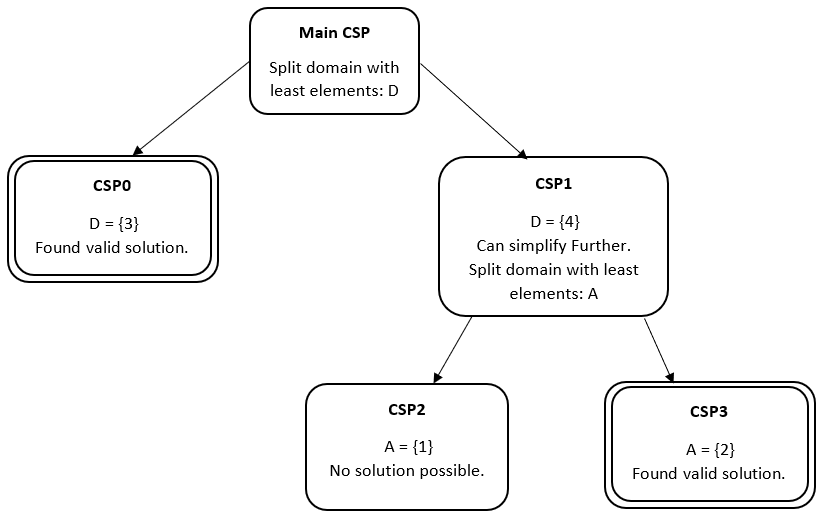 Main CSP
Split domain with
least elements: D
CSP0
D = {3}
Found valid solution.
CSP1
D = {4}
Can simplify Further.
Split domain with least
elements: A
CSP2
A = {1}
No solution possible.
CSP3
A = {2}
Found valid solution.